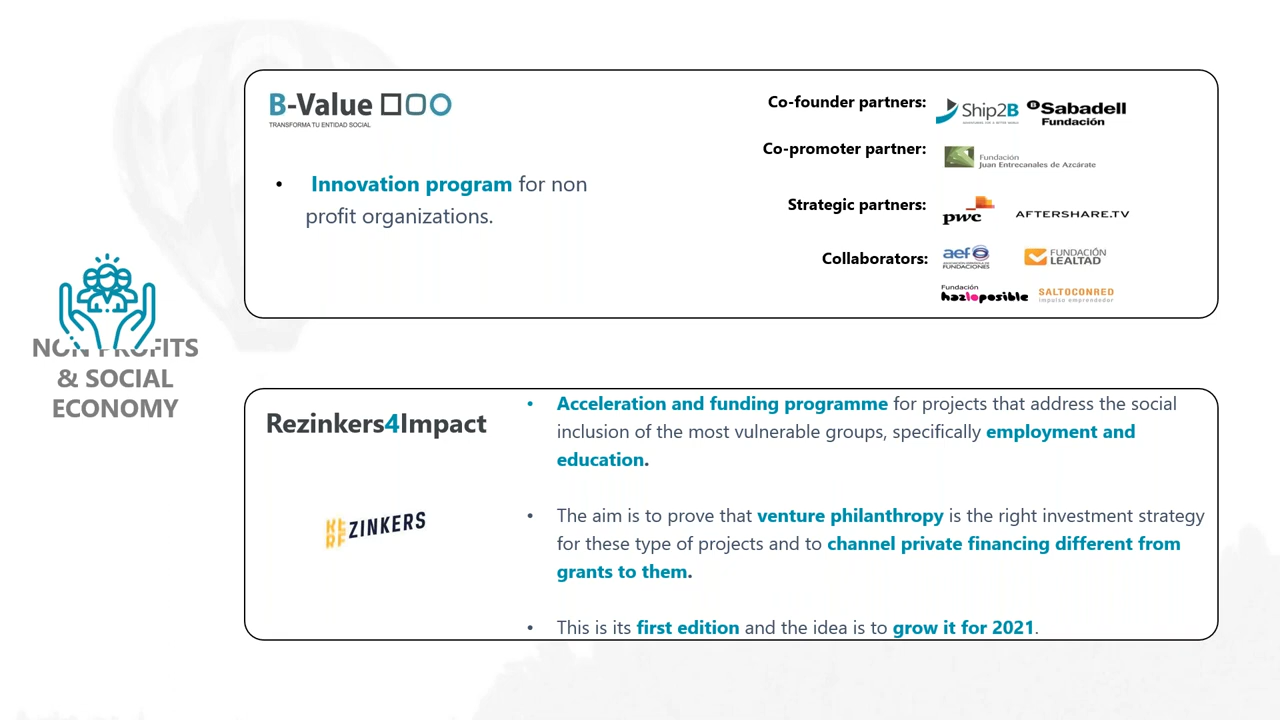 NON PROFITS
& SOCIAL
ECONOMY
B-Value
TRANSFORMA TU ENTIDAD SOCIAL
• Innovation program for non
profit organizations.
Co-founder partners:
Ship2B
Sabadell
Fundación
Co-promoter partner:
Fundación
Juan Entrecanales de Azcárate
Strategic partners:
pwc
AFTERSHARE.TV
Collaborators:
aef
FUNDACIONES
FUNDACIÓN
LEALTAD
Fundación
hazloposible
SALTOCONRED
impulso emprendedor
Rezinkers4Impact
ZINKERS
• Acceleration and funding programme for projects that address the social
inclusion of the most vulnerable groups, specifically employment and
education.
• The aim is to prove that venture philanthropy is the right investment strategy
for these type of projects and to channel private financing different from
grants to them.
• This is its first edition and the idea is to grow it for 2021.